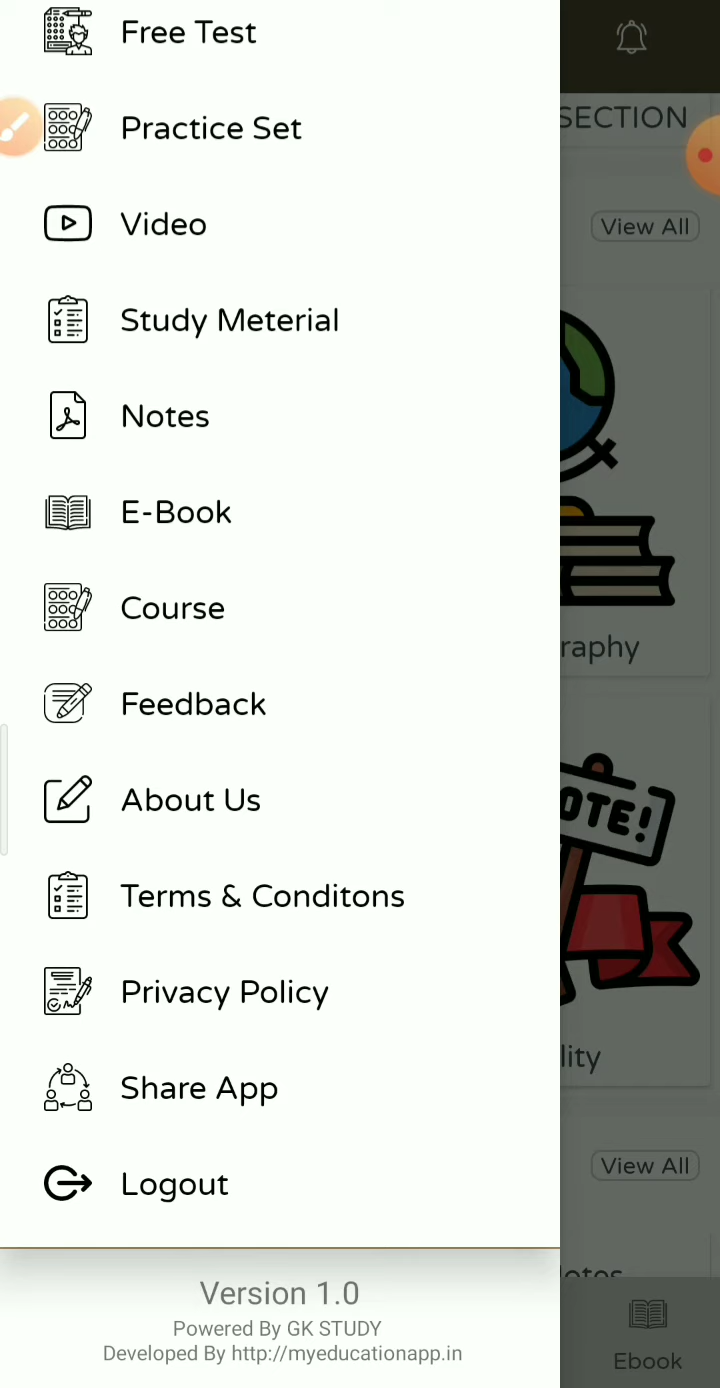 Free Test
SECTION
Practice Set
Video
View All
Study Meterial
Notes
E-Book
Course
raphy
Feedback
About Us
OTE!
Terms & Conditons
Privacy Policy
lity
Share App
View All
Logout
Version 1.0
Powered By GK STUDY
Developed By http://myeducationapp.in
Ebook